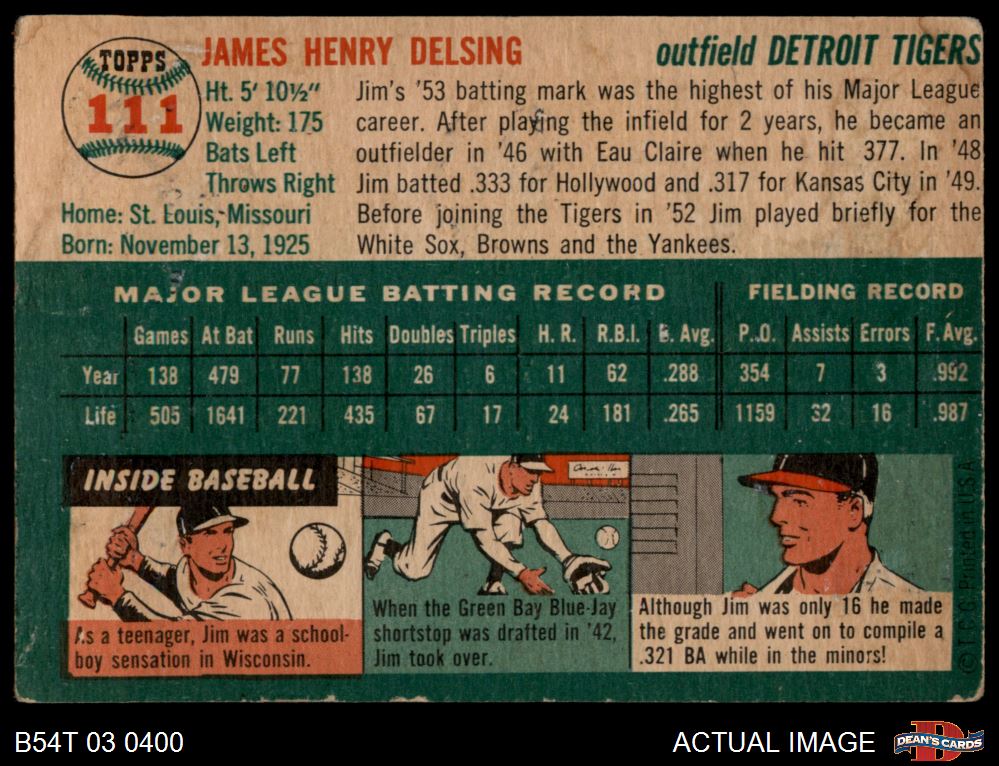 TOPPS
111
JAMES HENRY DELSING
outfield DETROIT TIGERS
Ht. 5' 10½"
Weight: 175
Bats Left
Throws Right
Home: St. Louis, Missouri
Born: November 13, 1925
Jim's '53 batting mark was the highest of his Major League
career. After playing the infield for 2 years, he became an
outfielder in '46 with Eau Claire when he hit 377. In '48
Jim batted .333 for Hollywood and .317 for Kansas City in '49.
Before joining the Tigers in '52 Jim played briefly for the
White Sox, Browns and the Yankees.
MAJOR LEAGUE BATTING RECORD FIELDING RECORD
Games At Bat Runs Hits Doubles Triples H. R. R.B.I. B. Avg. P.O. Assists Errors F. Avg.
Year 138 479 77 138 26 6 11 62 .288 354 7 3 .992
Life 505 1641 221 435 67 17 24 181 .265 1159 32 16 .987
INSIDE BASEBALL
As a teenager, Jim was a school-
boy sensation in Wisconsin.
When the Green Bay Blue-Jay
shortstop was drafted in '42,
Jim took over.
Although Jim was only 16 he made
the grade and went on to compile a
.321 BA while in the minors!
© T.C.G. Printed in U.S.A.
B54T 03 0400
ACTUAL IMAGE
DEAN'S CARDS